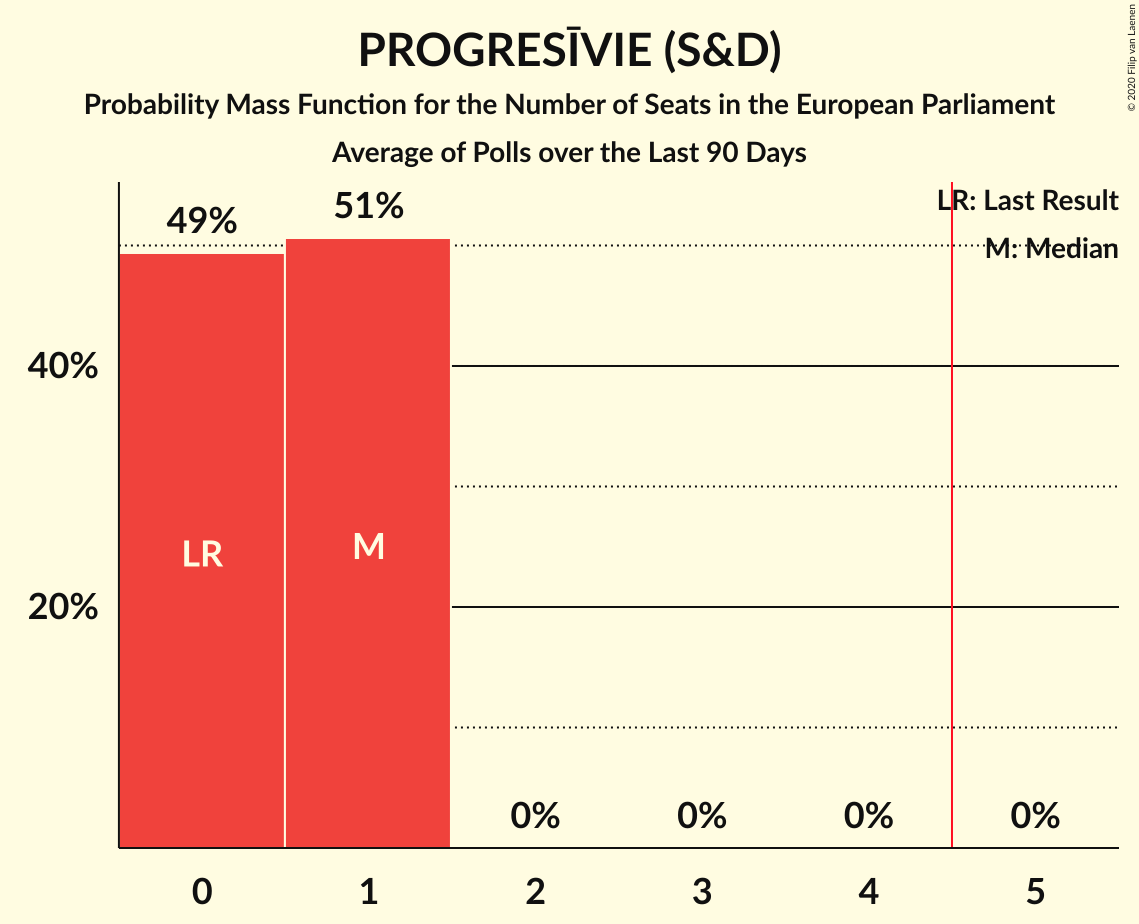 PROGRESĪVIE (S&D)
Probability Mass Function for the Number of Seats in the European Parliament
Average of Polls over the Last 90 Days
© 2020 Filip van Laenen
LR: Last Result
M: Median
49%
51%
40%
20%
LR
M
0%
0%
0%
0%
0
1
2
3
4
5